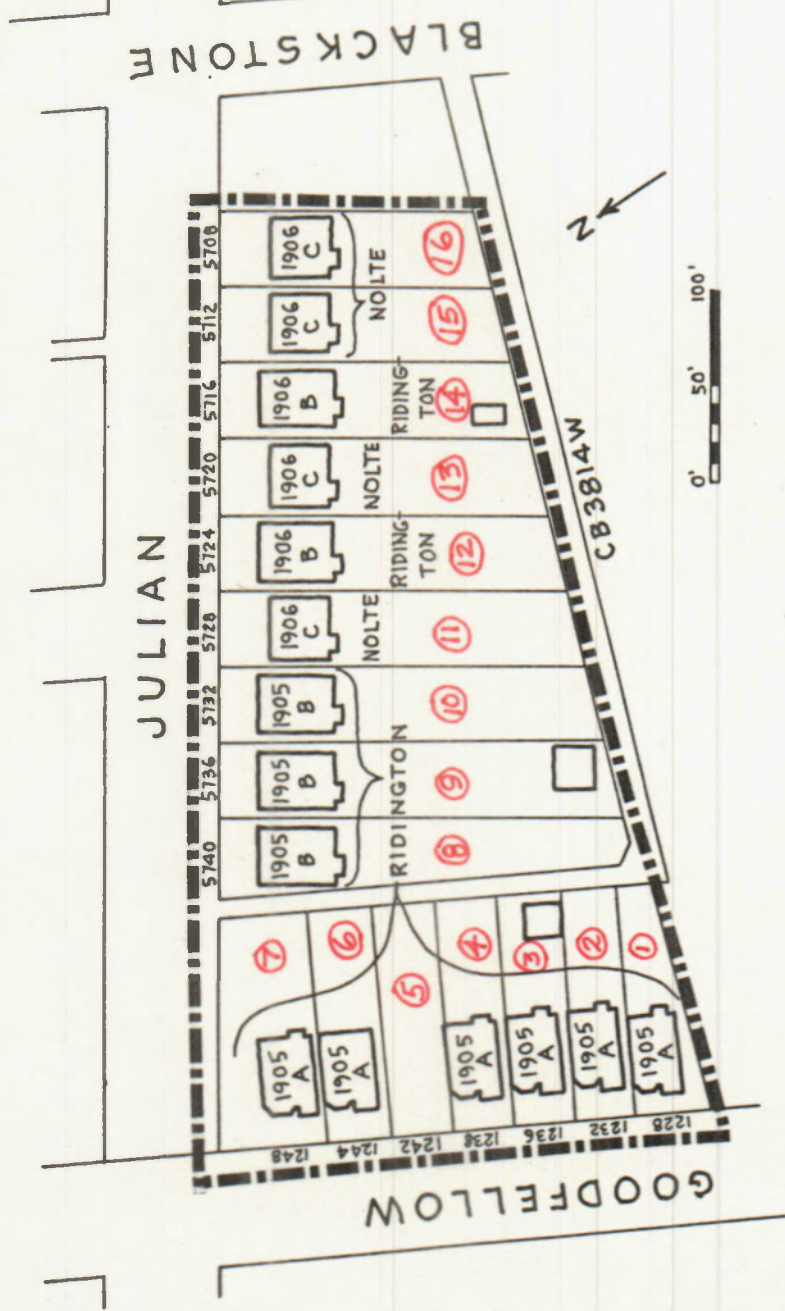 BLACKSTONE
JULIAN
GOODFELLOW
CB3814W
N
0' 50' 100'
5708
1906
C
16
5712
1906
C
15
NOLTE
5716
1906
B
RIDING-
TON
14
5720
1906
C
NOLTE
13
5724
1906
B
RIDING-
TON
12
5728
1906
C
NOLTE
11
5732
1905
B
10
5736
1905
B
9
5740
1905
B
8
RIDINGTON
1248
1905
A
7
1244
1905
A
6
1242
5
1238
1905
A
4
1236
1905
A
3
1232
1905
A
2
1228
1905
A
1